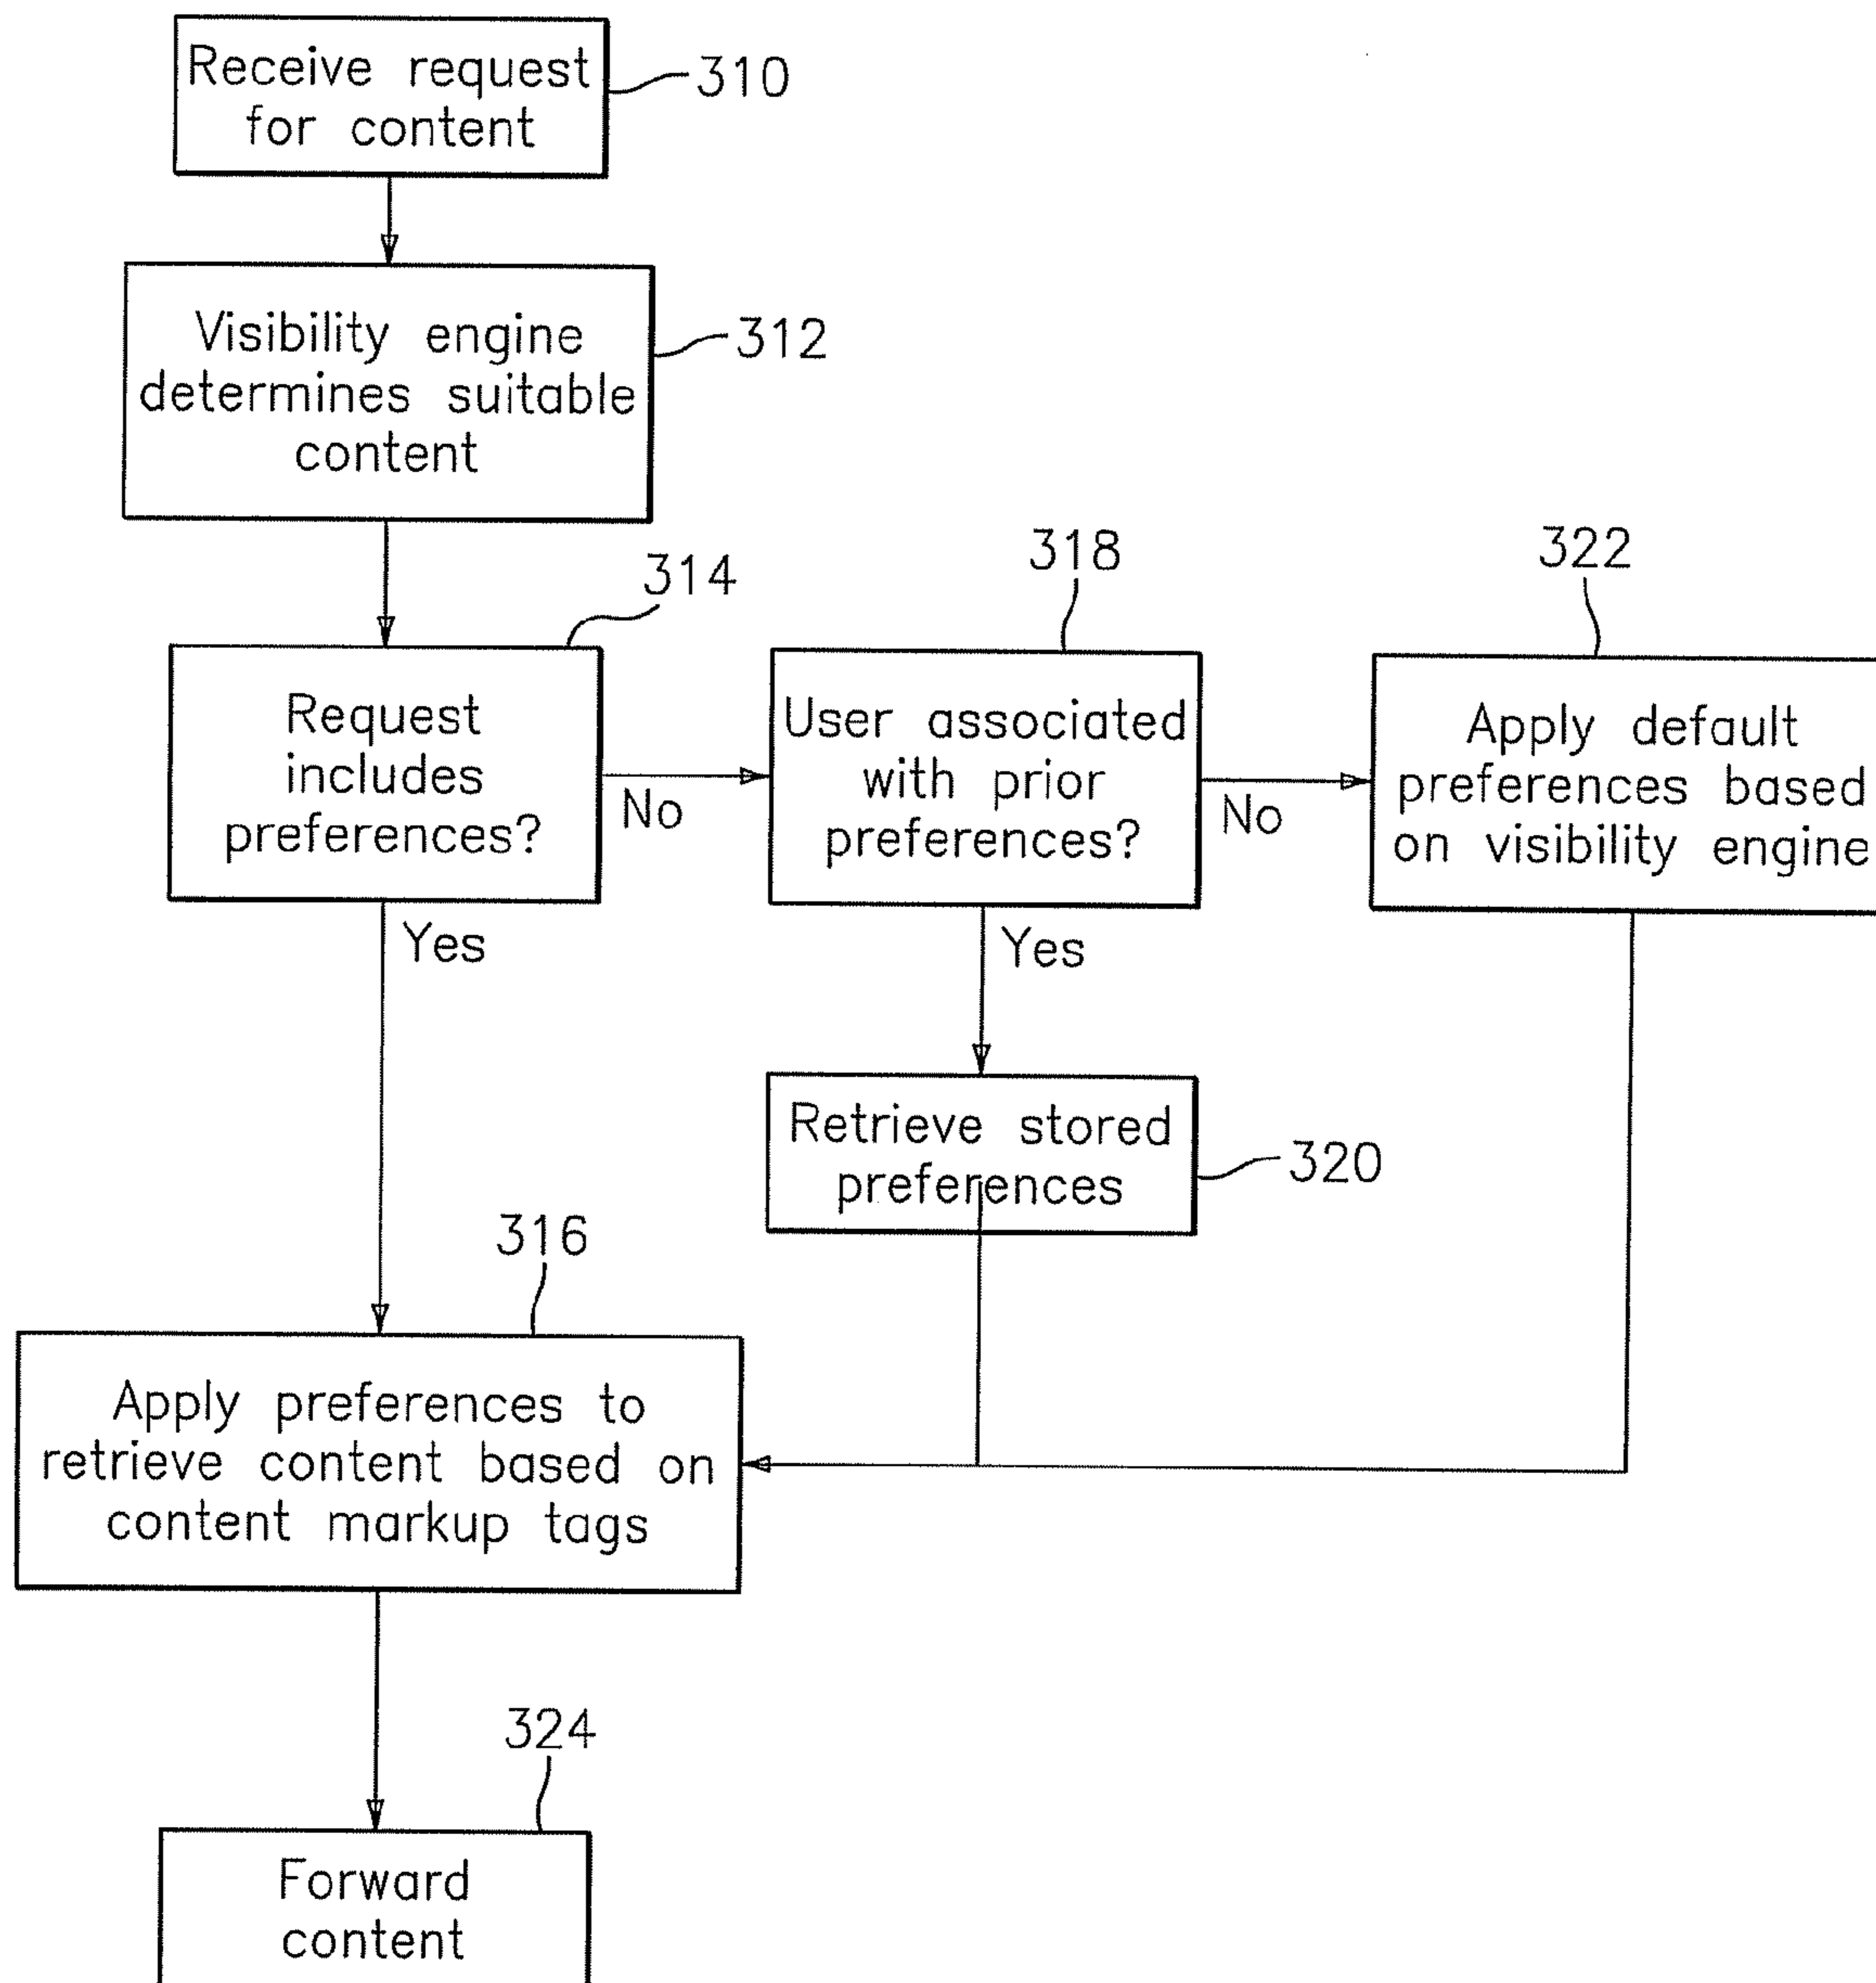 Receive request
for content
310
Visibility engine
determines suitable
content
312
314
Request
includes
preferences?
No
Yes
318
User associated
with prior
preferences?
No
Yes
322
Apply default
preferences based
on visibility engine
Retrieve stored
preferences
320
316
Apply preferences to
retrieve content based on
content markup tags
324
Forward
content